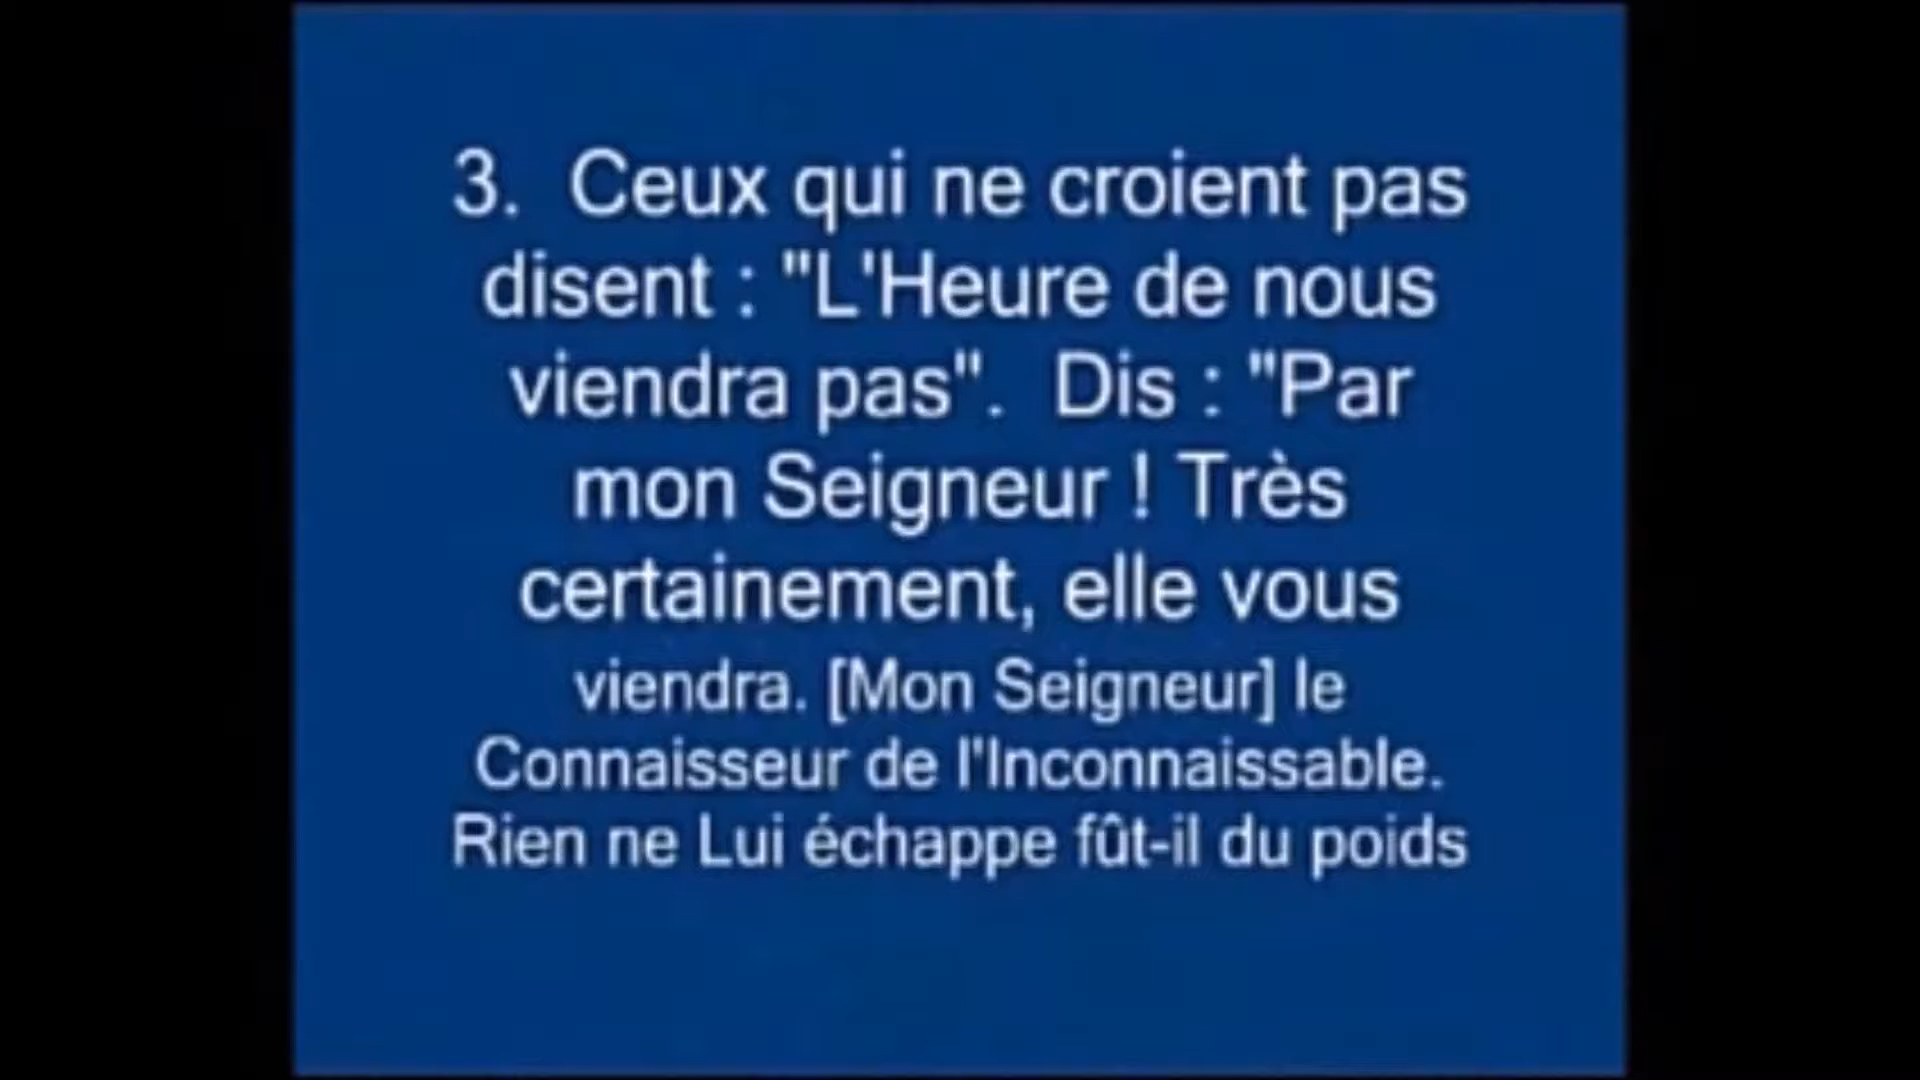 3.  Ceux qui ne croient pas
disent : "L'Heure de nous
viendra pas".  Dis : "Par
mon Seigneur ! Très
certainement, elle vous
viendra. [Mon Seigneur] le
Connaisseur de l'Inconnaissable.
Rien ne Lui échappe fût-il du poids